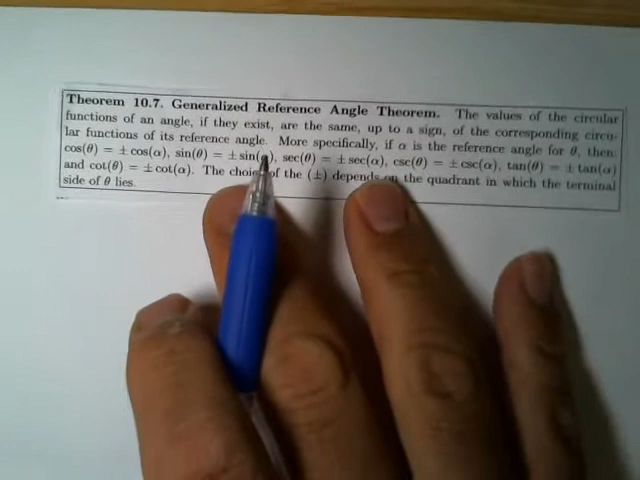 Theorem 10.7. Generalized Reference Angle Theorem. The values of the circular
functions of an angle, if they exist, are the same, up to a sign, of the corresponding circu-
lar functions of its reference angle. More specifically, if α is the reference angle for θ, then:
cos(θ) = ± cos(α), sin(θ) = ± sin(α), sec(θ) = ± sec(α), csc(θ) = ± csc(α), tan(θ) = ± tan(α)
and cot(θ) = ± cot(α). The choice of the (±) depends on the quadrant in which the terminal
side of θ lies.